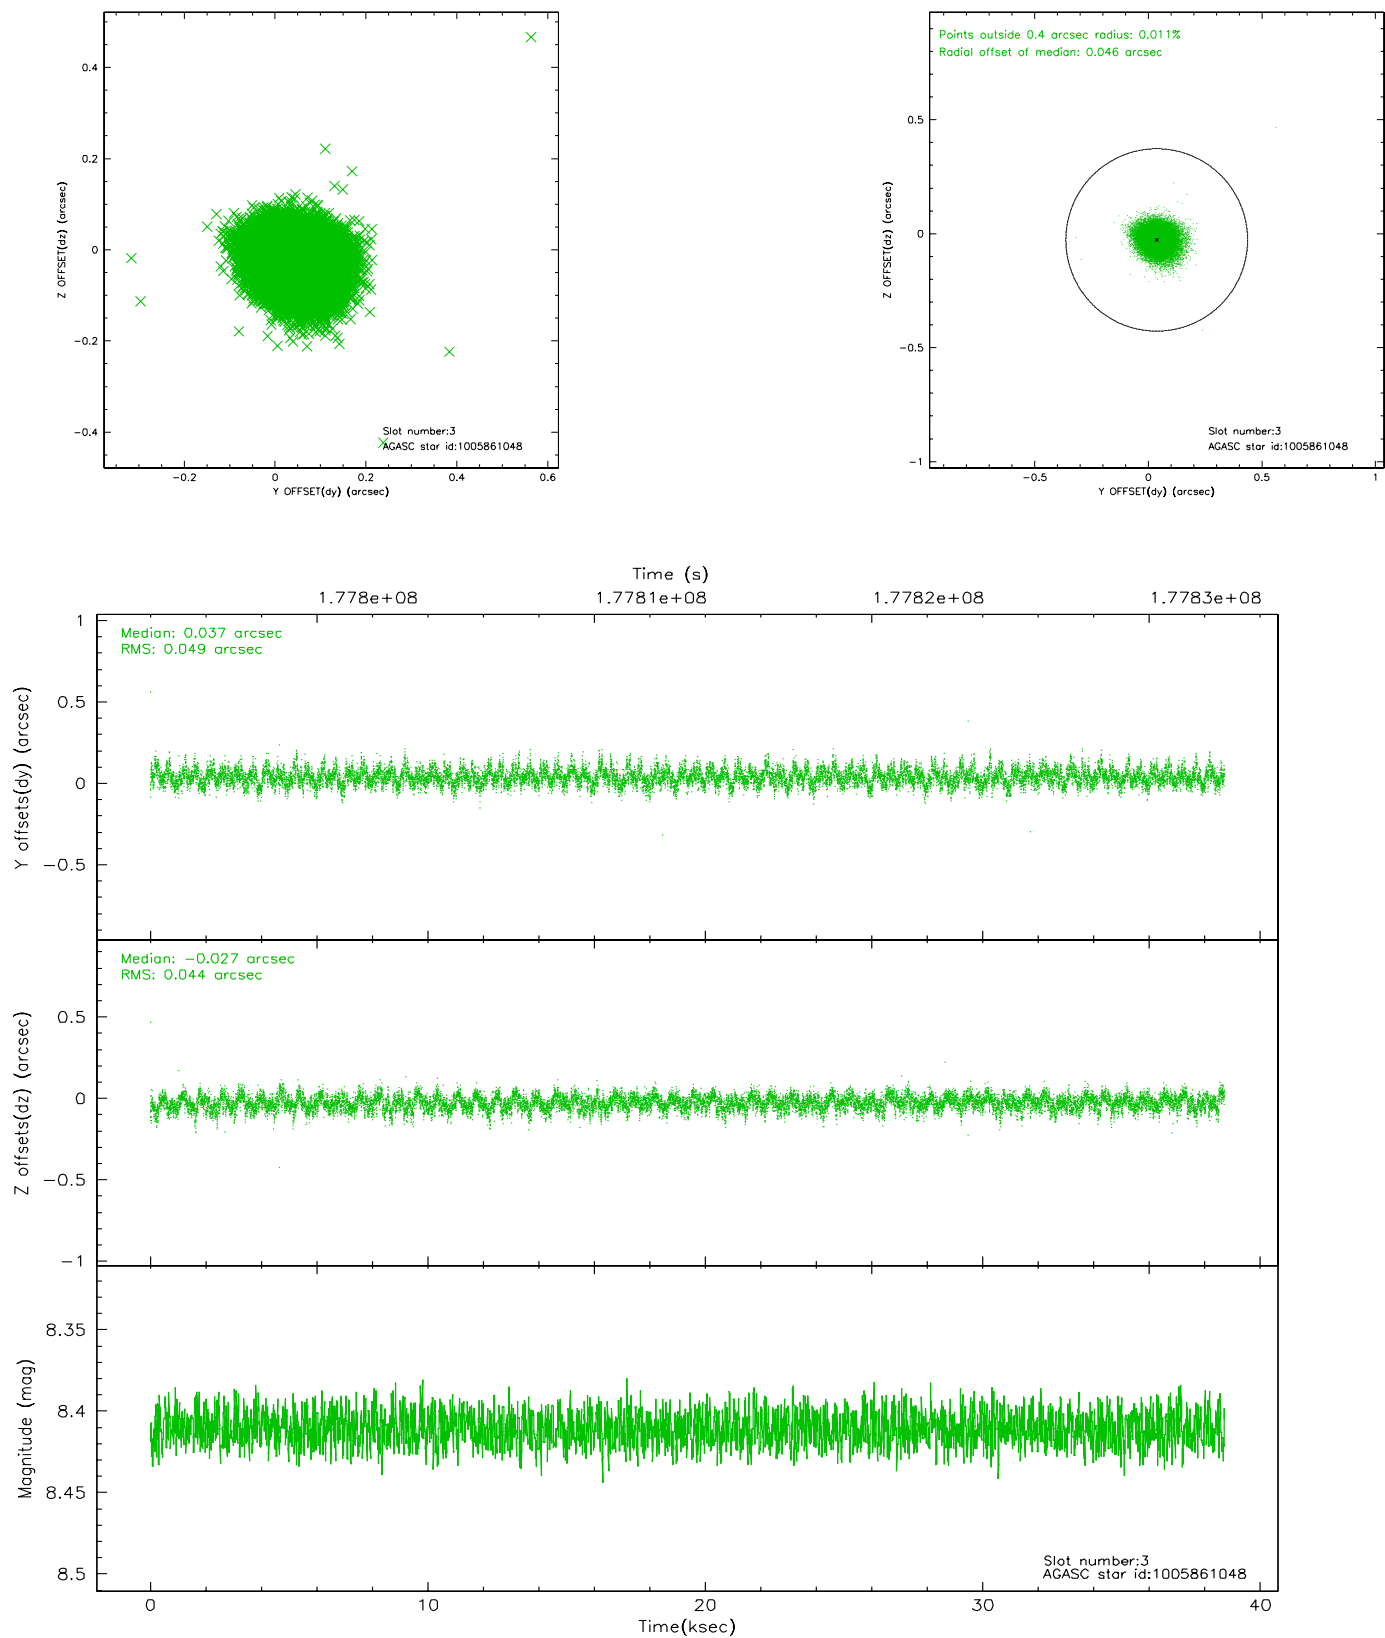 0.4
0.2
0
−0.2
−0.4
Z OFFSET(dz) (arcsec)
Slot number:3
AGASC star id:1005861048
−0.2 0 0.2 0.4 0.6
Y OFFSET(dy) (arcsec)
Points outside 0.4 arcsec radius: 0.011%
Radial offset of median: 0.046 arcsec
0.5
0
−0.5
−1
Z OFFSET(dz) (arcsec)
Slot number:3
AGASC star id:1005861048
−0.5 0 0.5 1
Y OFFSET(dy) (arcsec)
Time (s)
1.778e+08 1.7781e+08 1.7782e+08 1.7783e+08
Median: 0.037 arcsec
RMS: 0.049 arcsec
1
0.5
0
−0.5
Y offsets(dy) (arcsec)
Median: −0.027 arcsec
RMS: 0.044 arcsec
0.5
0
−0.5
−1
Z offsets(dz) (arcsec)
8.35
8.4
8.45
8.5
Magnitude (mag)
Slot number:3
AGASC star id:1005861048
0 10 20 30 40
Time(ksec)